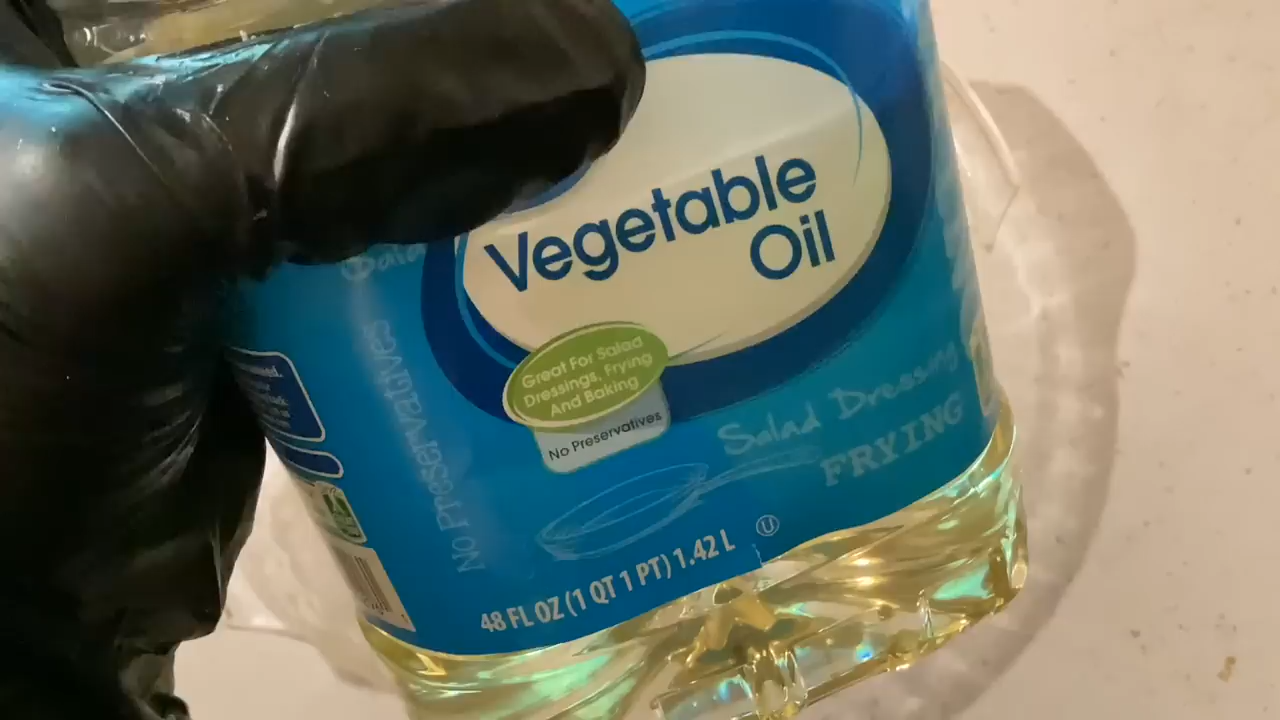 Vegetable
Oil
Great For Salad
Dressings, Frying
And Baking
No Preservatives
No Preservatives
Salad Dressing
FRYING
48 FL OZ (1 QT 1 PT) 1.42 L
U